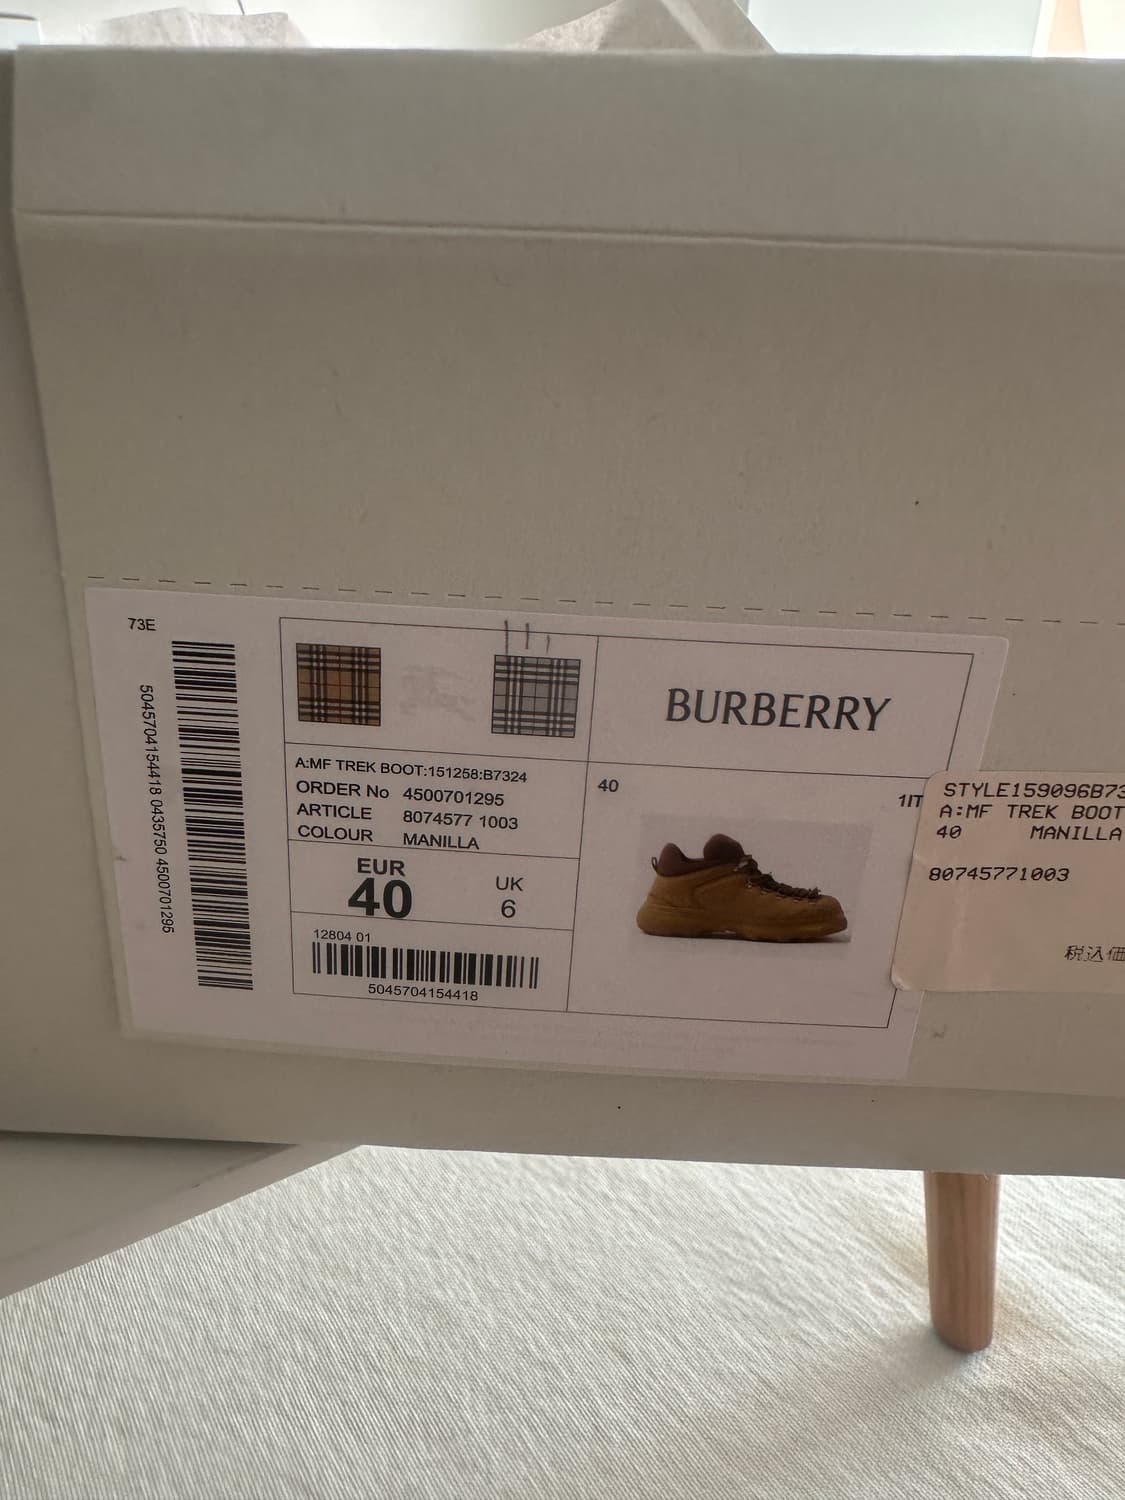 73E
5045704154418 0435750 4500701295
BURBERRY
A:MF TREK BOOT:151258:B7324
ORDER No 4500701295
ARTICLE 8074577 1003
COLOUR MANILLA
EUR
40
UK
6
12804 01
5045704154418
40
1IT
STYLE159096B73
A:MF TREK BOOT
40 MANILLA
80745771003
税込価